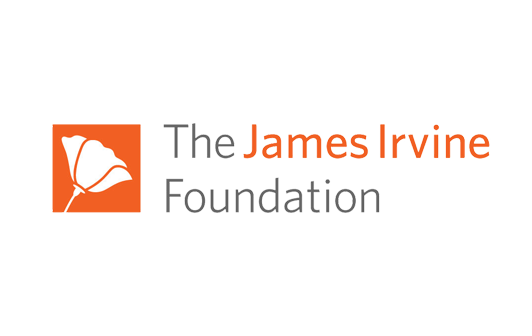 The James Irvine
Foundation